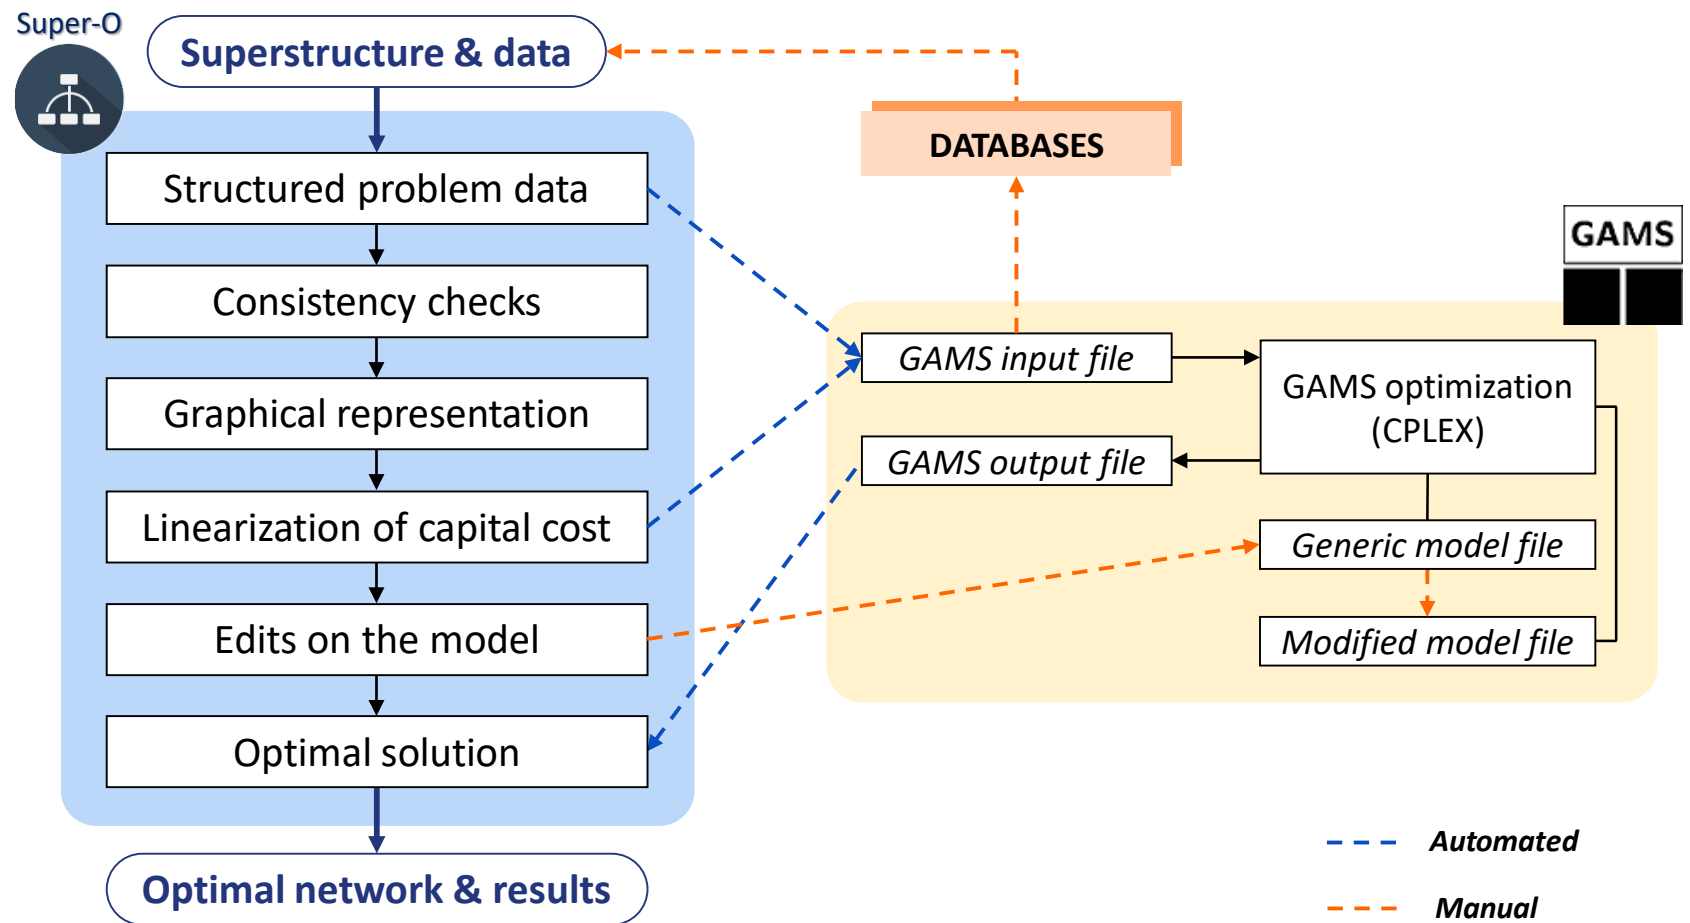 Super-O
Superstructure & data
Structured problem data
Consistency checks
Graphical representation
Linearization of capital cost
Edits on the model
Optimal solution
Optimal network & results
DATABASES
GAMS
GAMS input file
GAMS optimization
(CPLEX)
GAMS output file
Generic model file
Modified model file
Automated
Manual